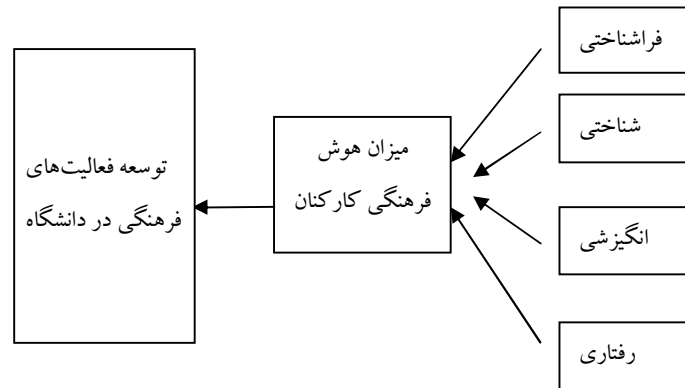 فراشناختی
شناختی
انگیزشی
رفتاری
میزان هوش
فرهنگی کارکنان
توسعه فعالیت‌های
فرهنگی در دانشگاه